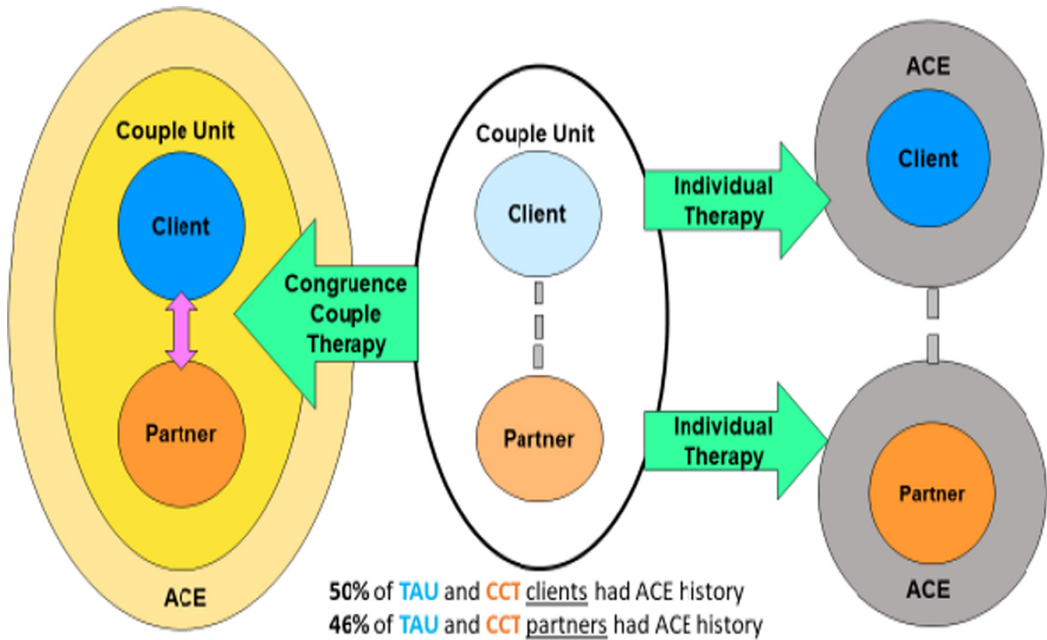 Couple Unit
Client
Partner
ACE
Congruence
Couple
Therapy
Couple Unit
Client
Partner
Individual
Therapy
Individual
Therapy
ACE
Client
Partner
ACE
50% of TAU and CCT clients had ACE history
46% of TAU and CCT partners had ACE history